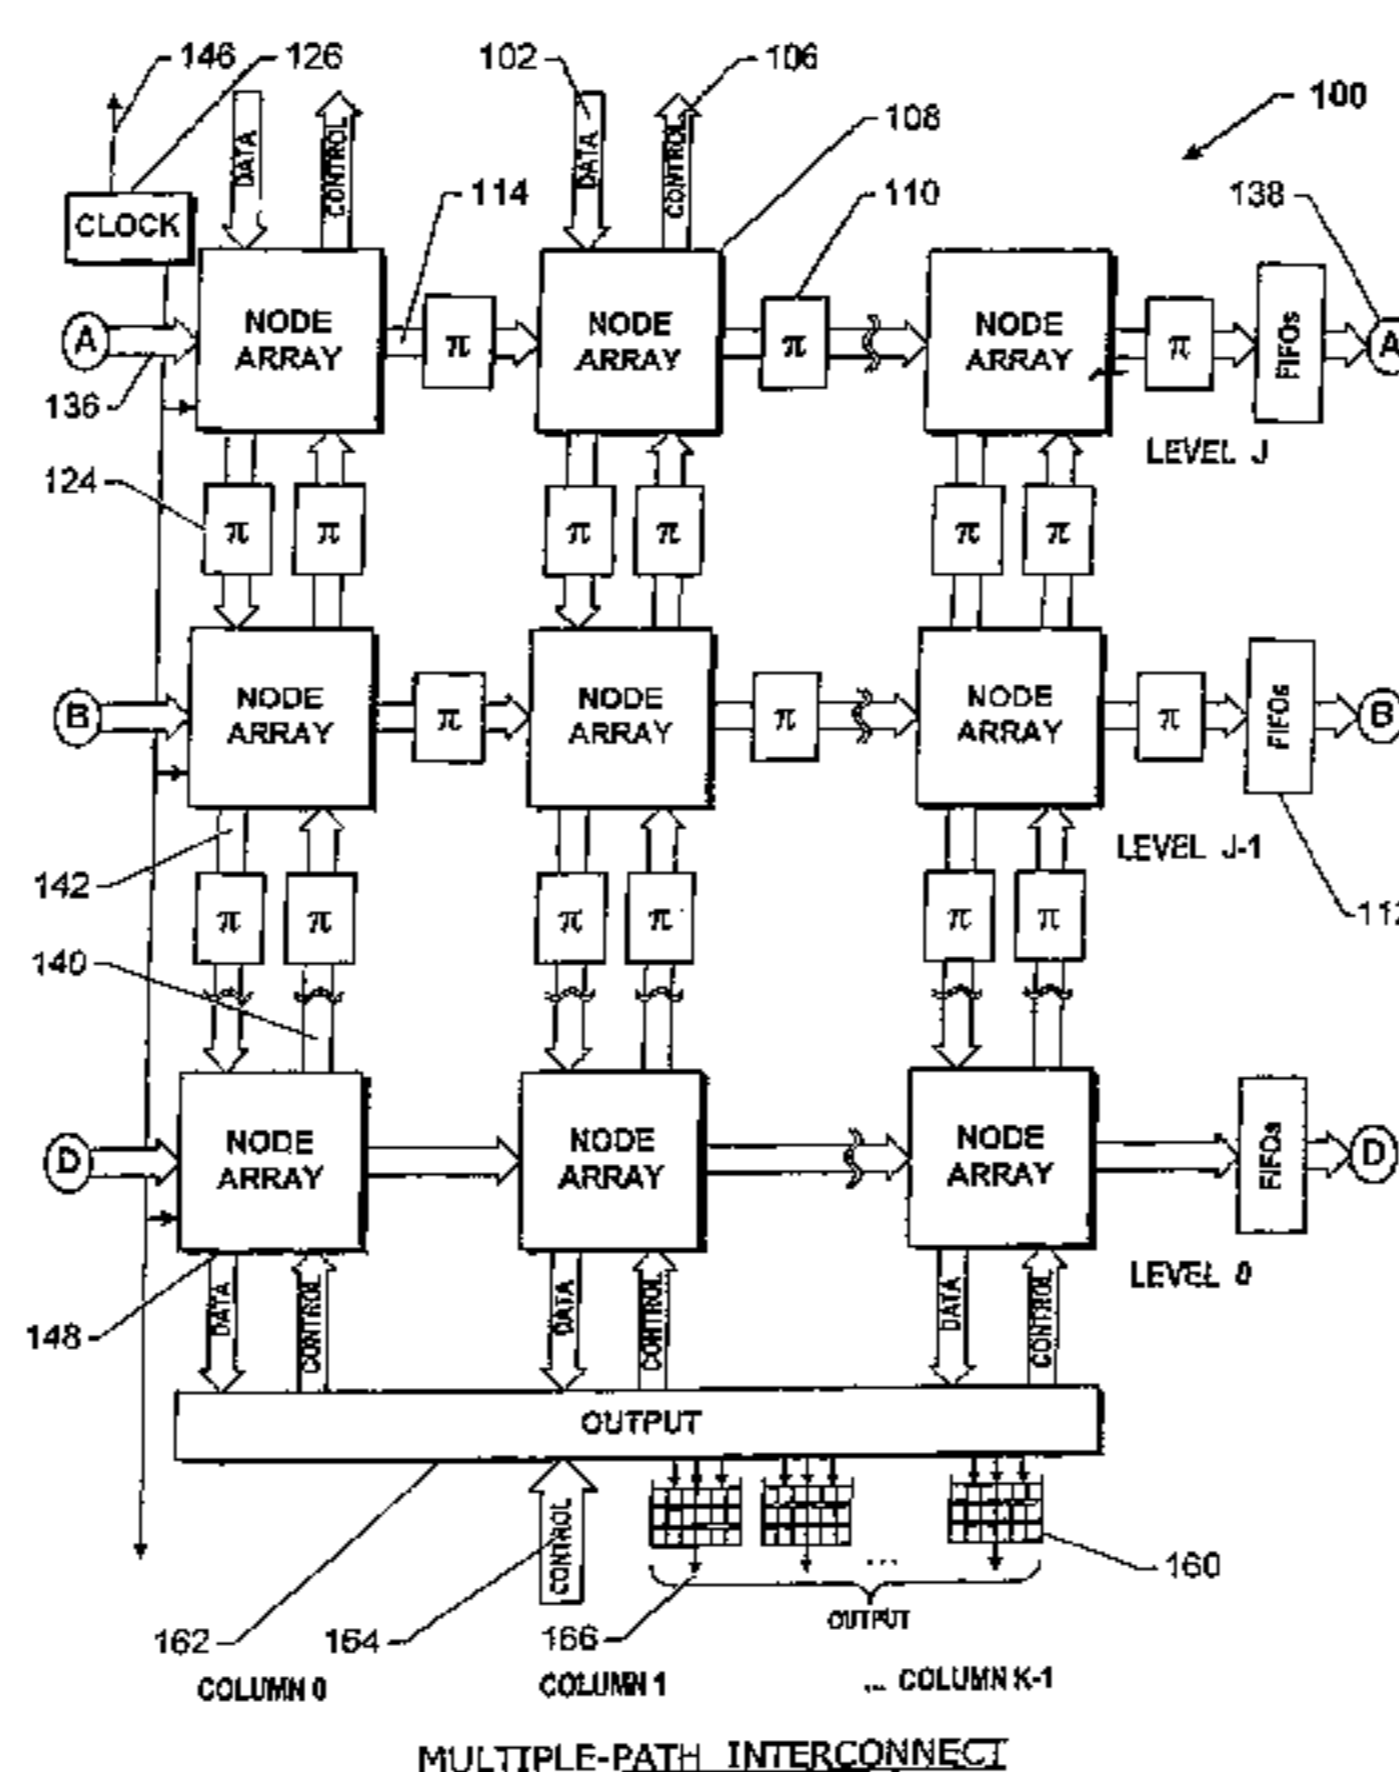 146 126 102 106
100
108
DATA CONTROL DATA CONTROL
114 110 138
CLOCK
NODE ARRAY π NODE ARRAY π NODE ARRAY π FIFOs
A A
136
LEVEL J
124
π π π π π π
B NODE ARRAY π NODE ARRAY π NODE ARRAY π FIFOs B
LEVEL J-1
142
π π π π π π
140
D NODE ARRAY NODE ARRAY NODE ARRAY FIFOs D
LEVEL 0
148
DATA CONTROL DATA CONTROL DATA CONTROL
OUTPUT
CONTROL
...
160
OUTPUT
162 164 166
COLUMN 0 COLUMN 1 ... COLUMN K-1
MULTIPLE-PATH INTERCONNECT